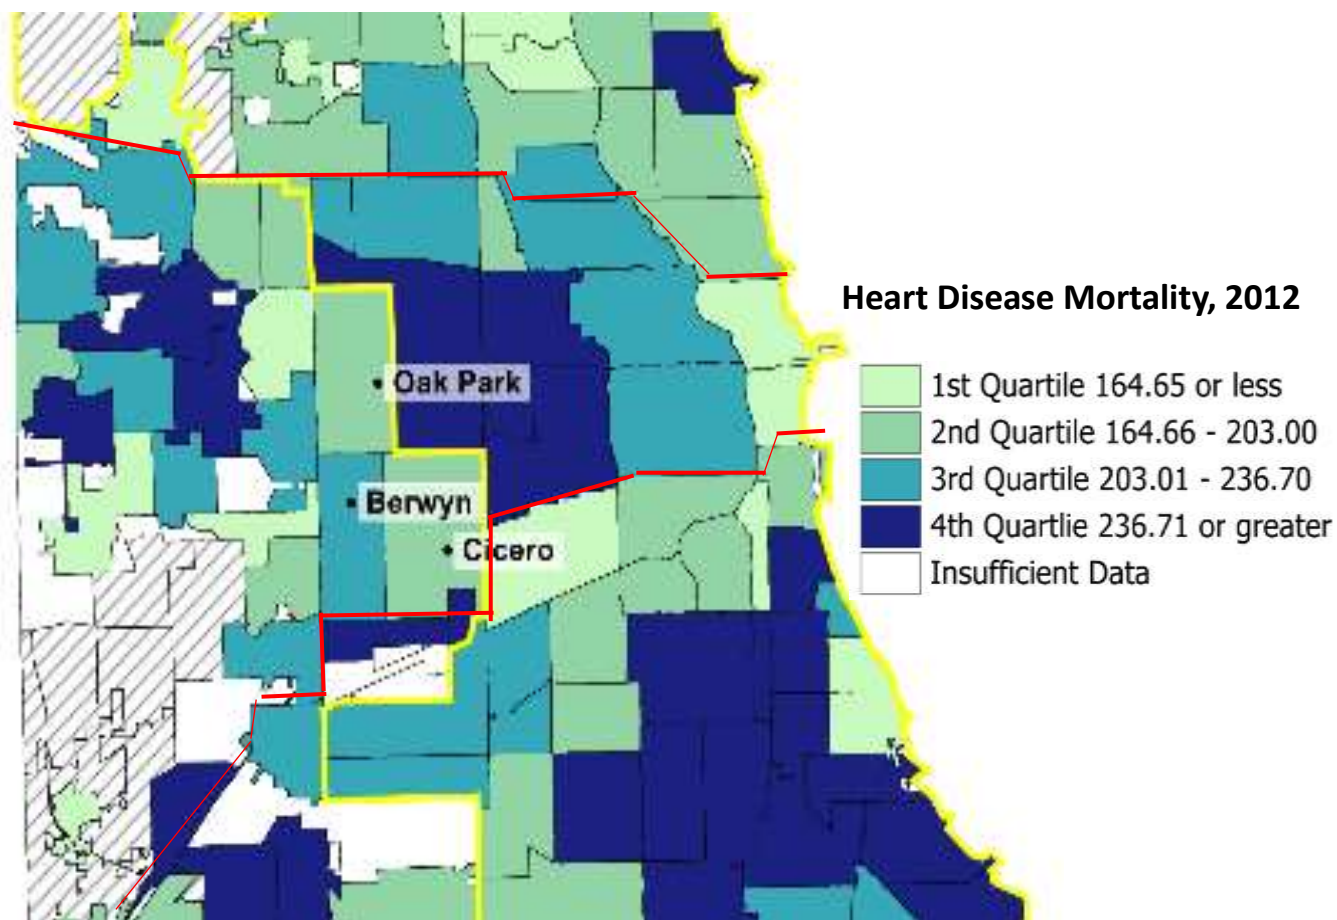 Heart Disease Mortality, 2012
1st Quartile 164.65 or less
2nd Quartile 164.66 - 203.00
3rd Quartile 203.01 - 236.70
4th Quartlie 236.71 or greater
Insufficient Data
Oak Park
Berwyn
Cicero